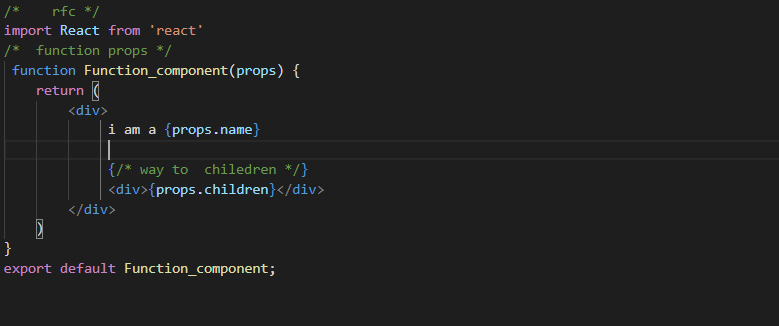 /*    rfc */
import React from 'react'
/*  function props */
 function Function_component(props) {
    return (
        <div>
             i am a {props.name}
             {/* way to  chiledren */}
             <div>{props.children}</div>
        </div>
    )
}
export default Function_component;